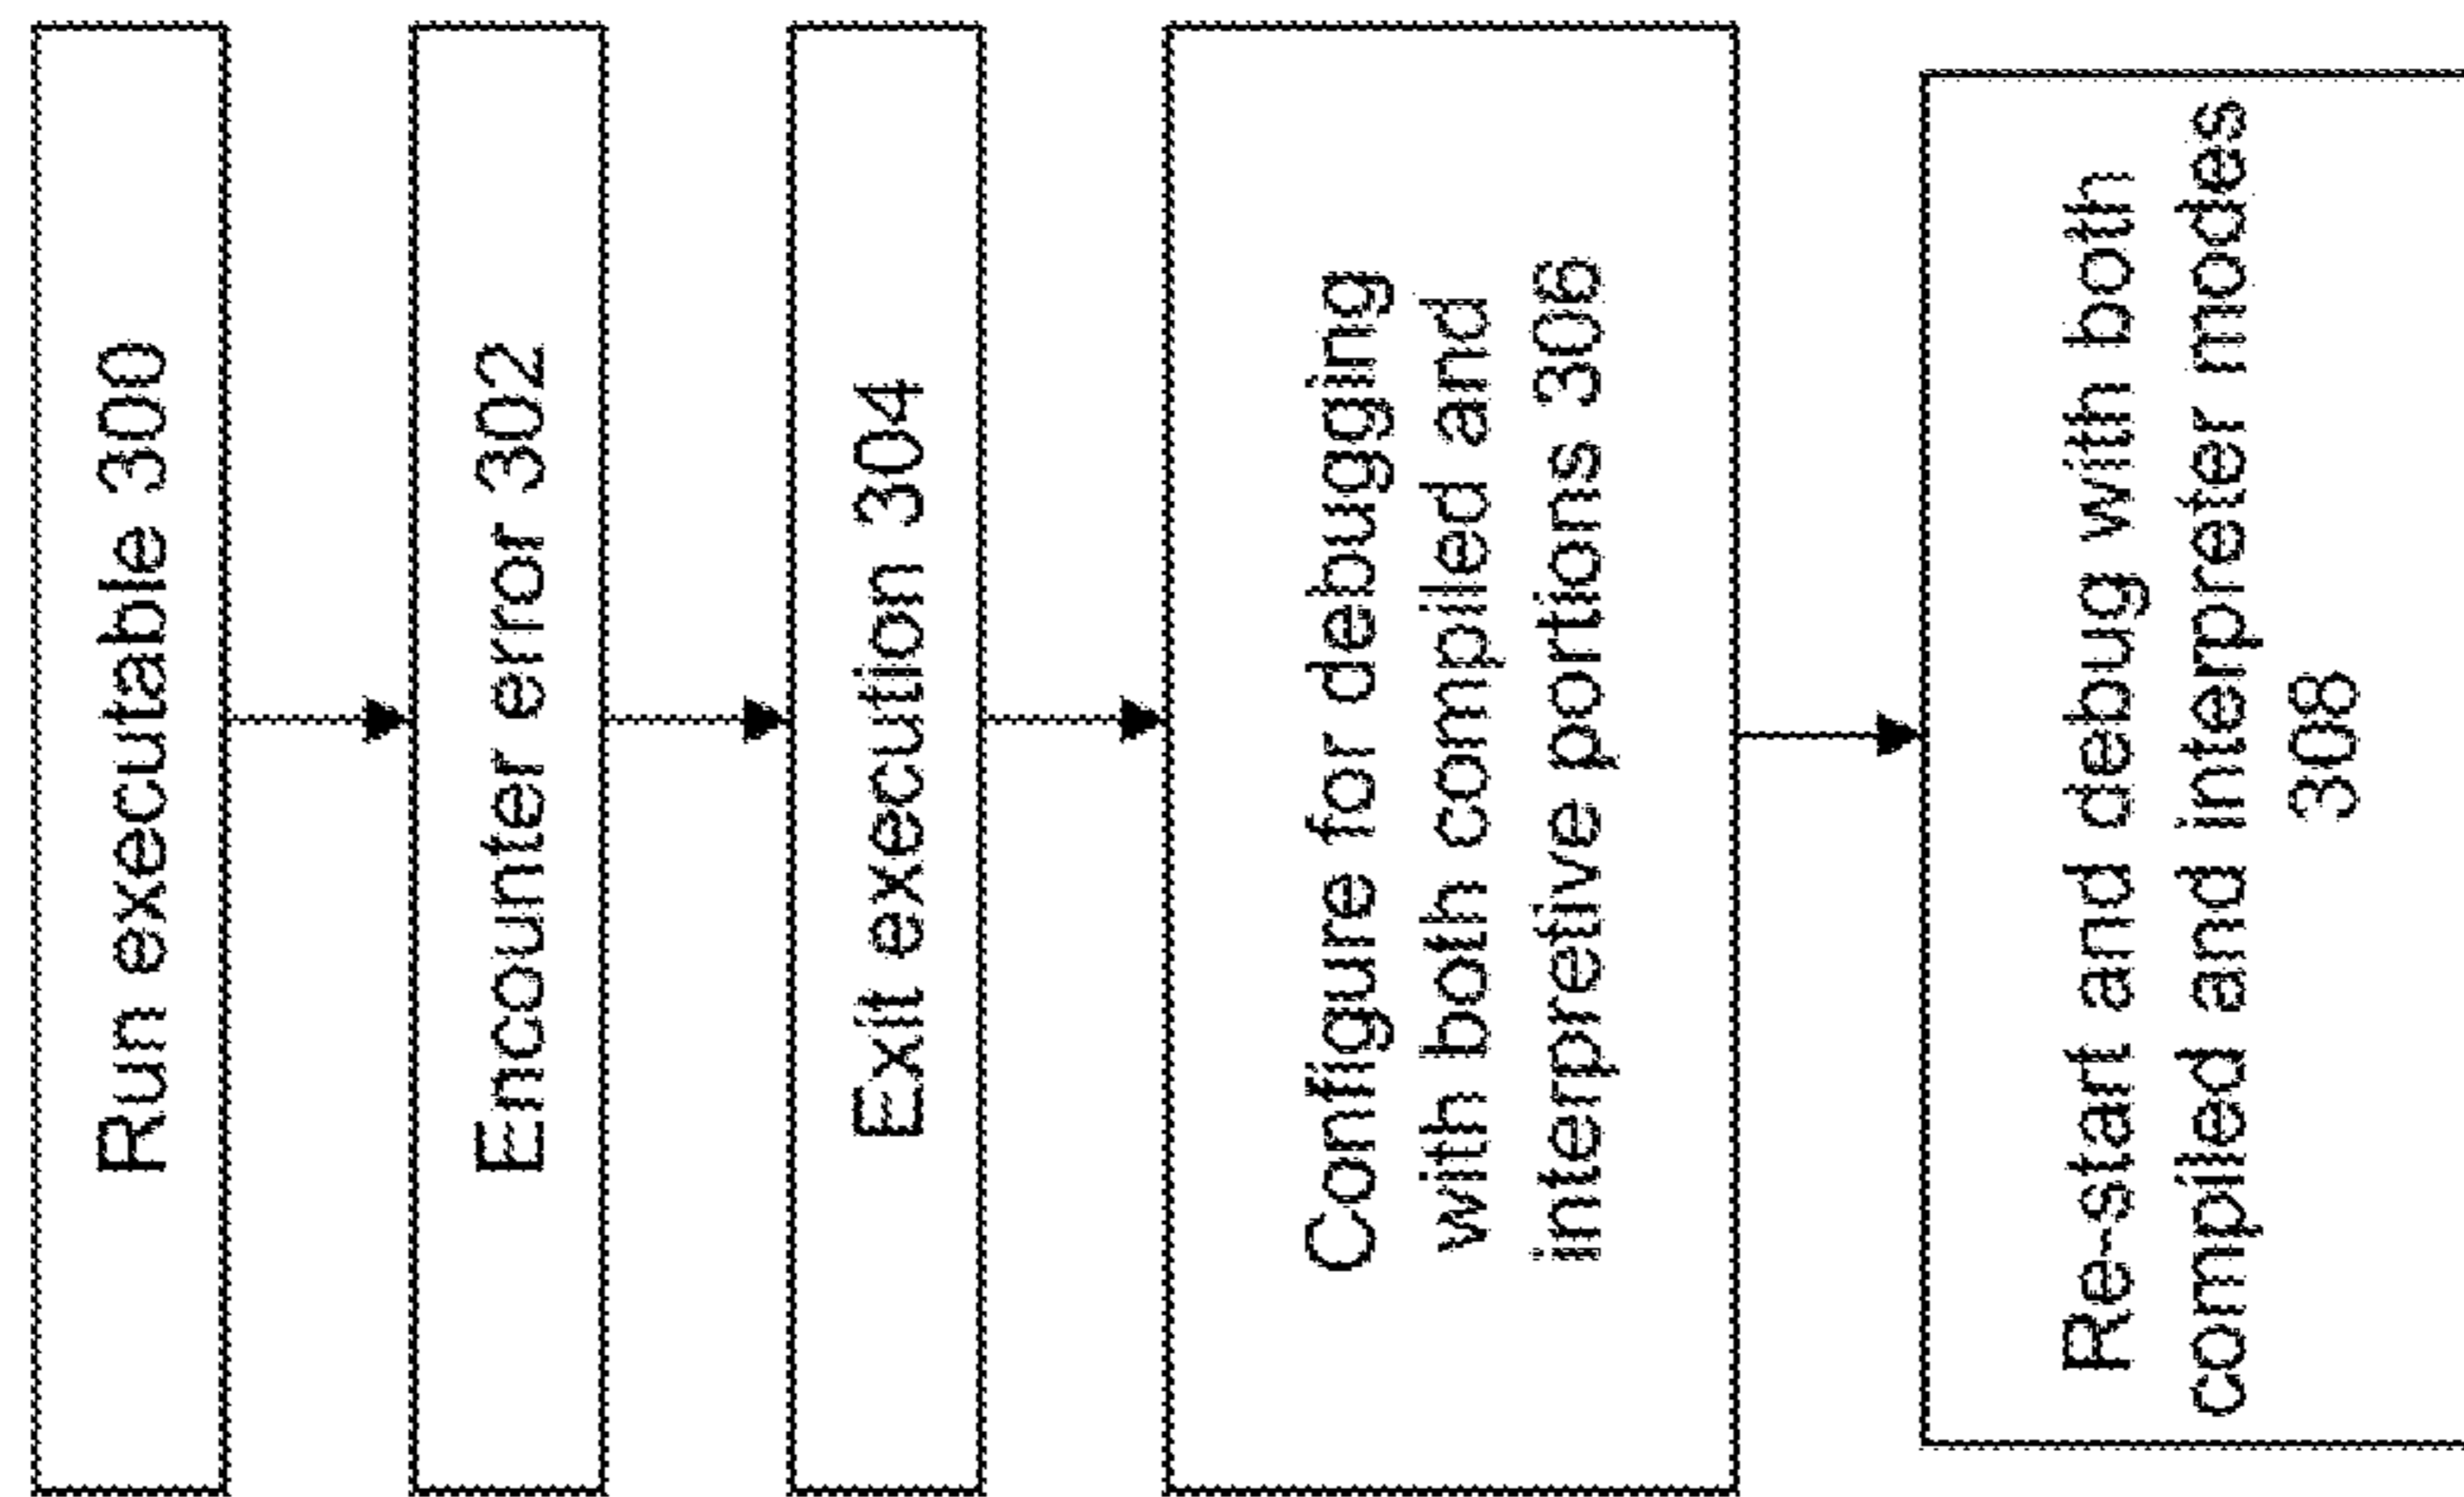 Run executable 300
Encounter error 302
Exit execution 304
Configure for debugging
with both compiled and
interpretive portions 306
Re-start and debug with both
compiled and interpreter modes
308